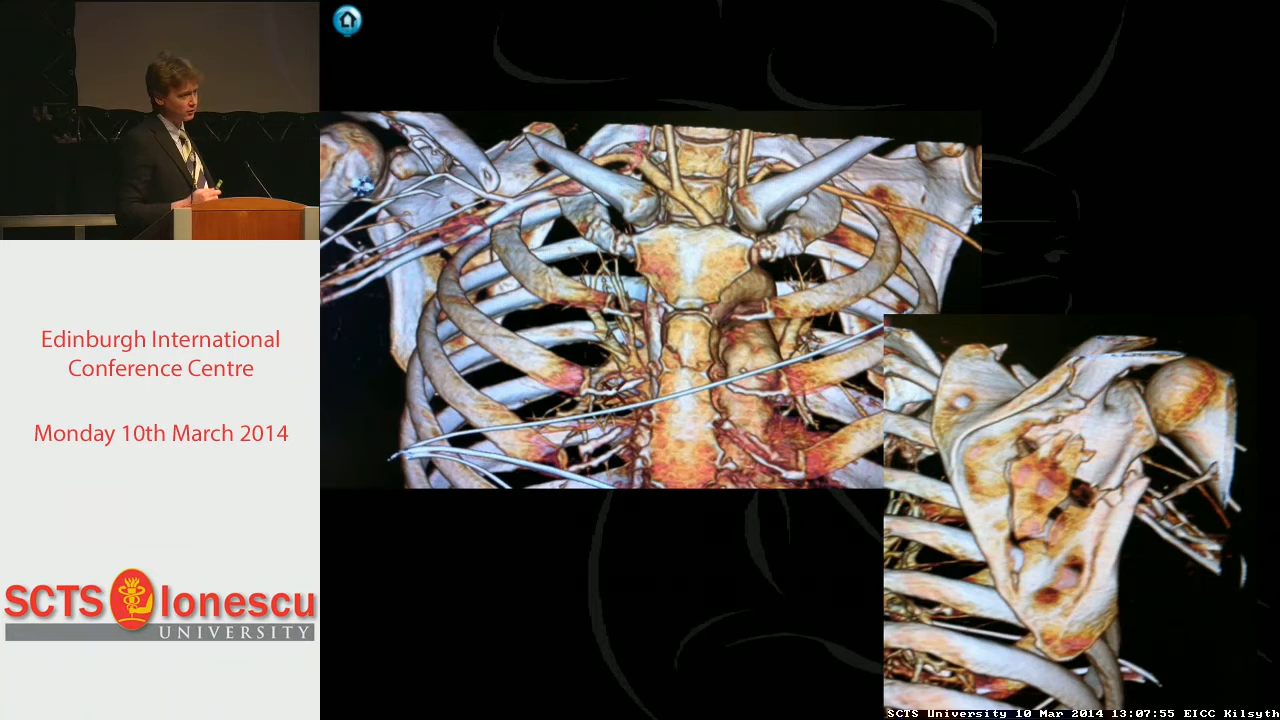 Edinburgh International
Conference Centre
Monday 10th March 2014
SCTS Ionescu
UNIVERSITY
SCTS University 10 Mar 2014 13:07:55 EICC Kilsyth